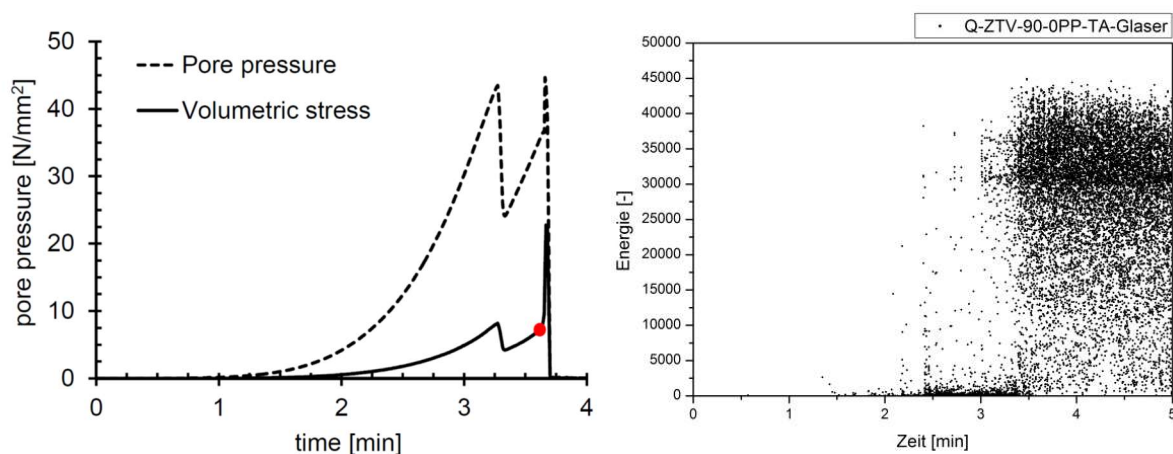 50
40
30
20
10
0
pore pressure [N/mm²]
Pore pressure
Volumetric stress
0 1 2 3 4
time [min]
Q-ZTV-90-0PP-TA-Glaser
50000
45000
40000
35000
30000
25000
20000
15000
10000
5000
0
Energie [-]
0 1 2 3 4 5
Zeit [min]